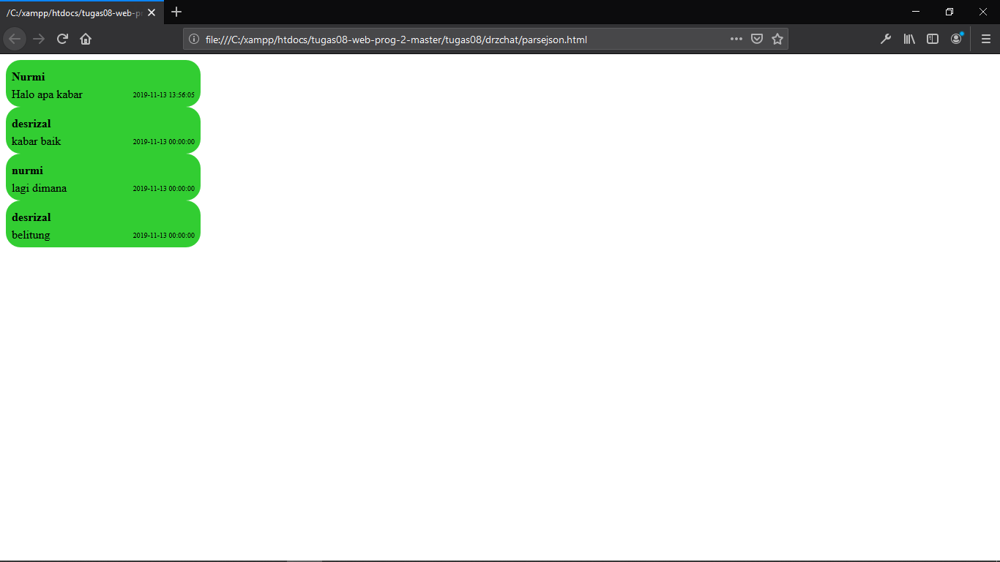 /C:/xampp/htdocs/tugas08-web-pr
file:///C:/xampp/htdocs/tugas08-web-prog-2-master/tugas08/drzchat/parsejson.html
Nurmi
Halo apa kabar 2019-11-13 13:56:05
desrizal
kabar baik 2019-11-13 00:00:00
nurmi
lagi dimana 2019-11-13 00:00:00
desrizal
belitung 2019-11-13 00:00:00